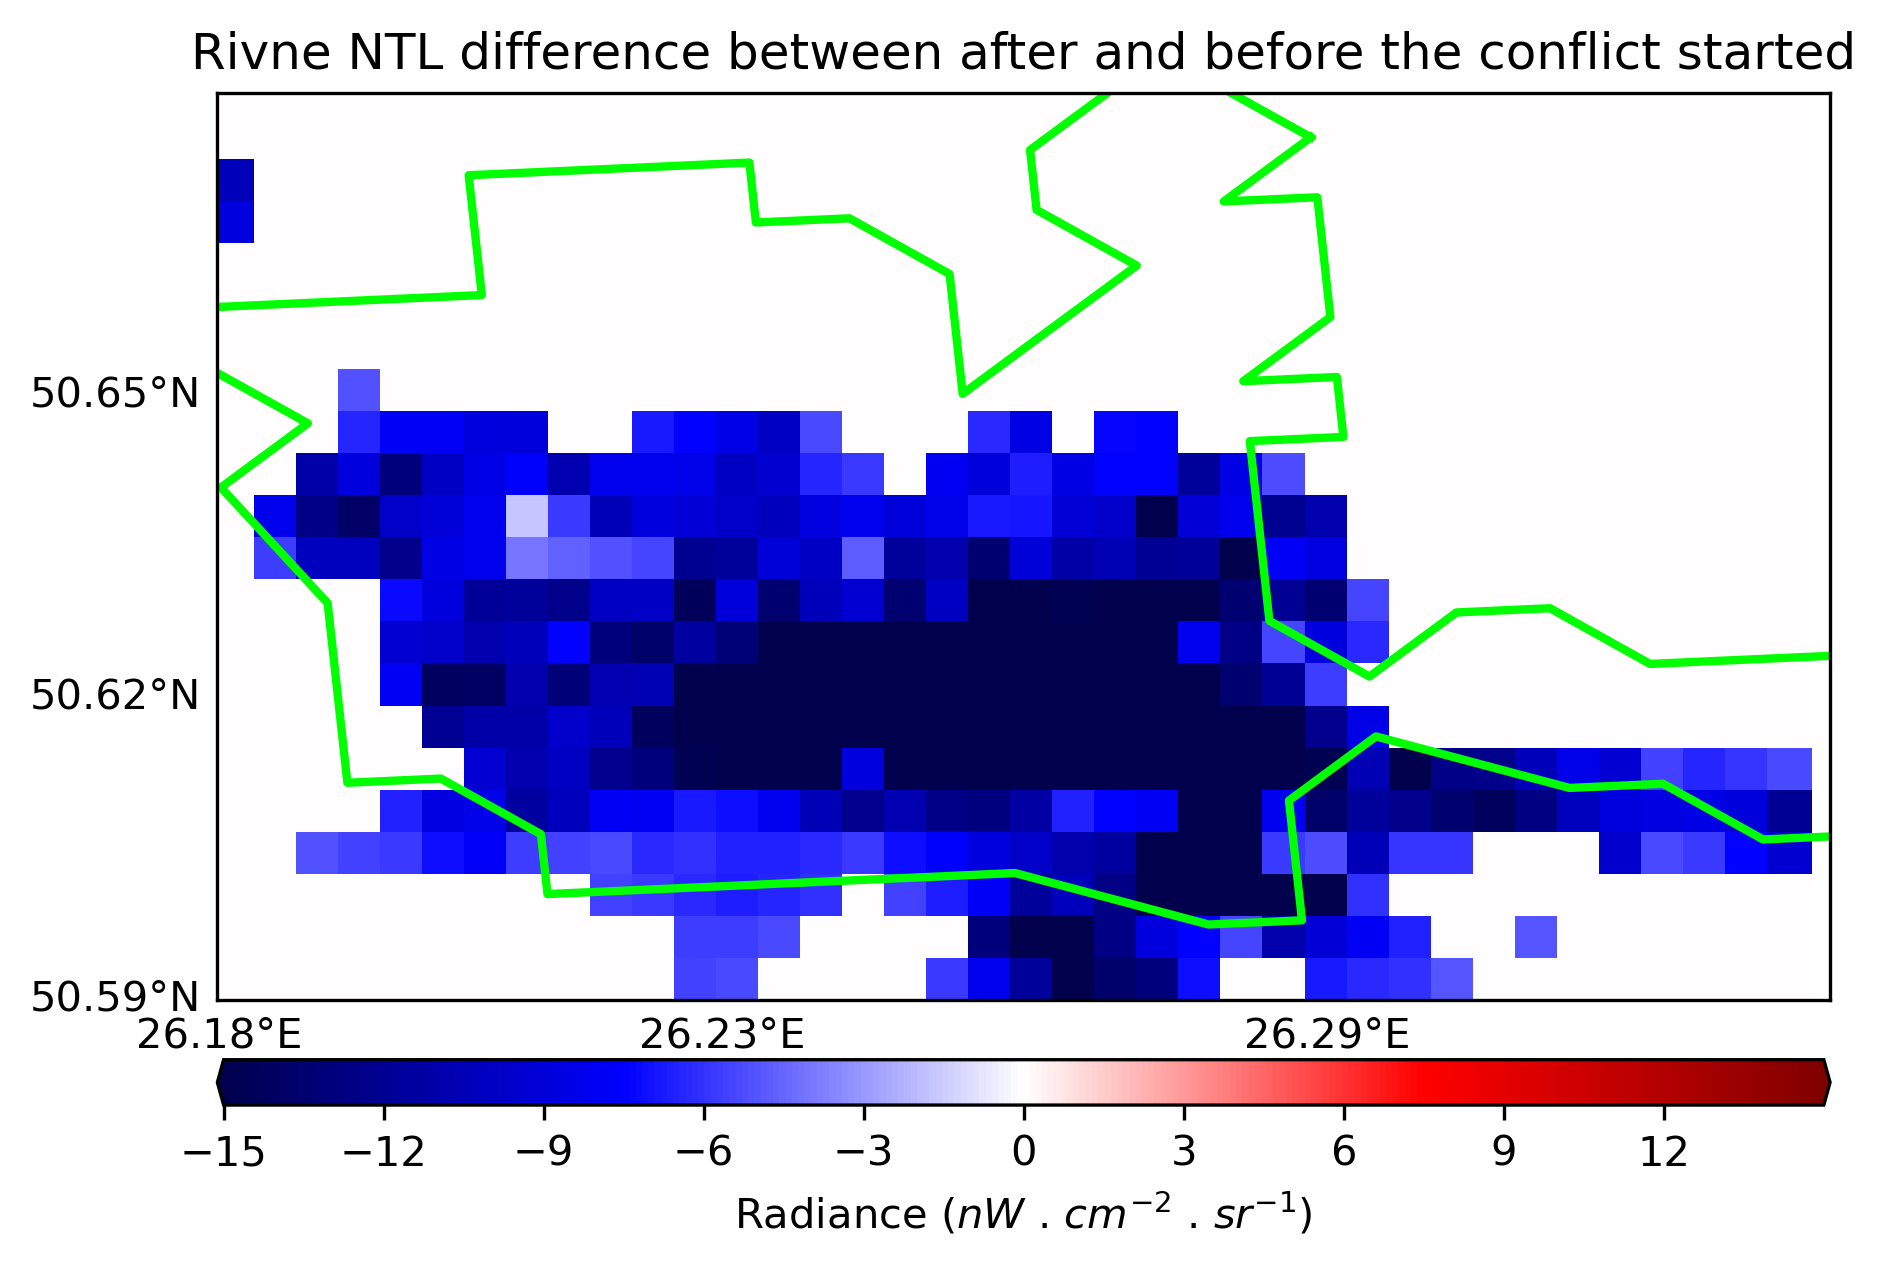 Rivne NTL difference between after and before the conflict started
50.65°N
50.62°N
50.59°N
26.18°E 26.23°E 26.29°E
−15 −12 −9 −6 −3 0 3 6 9 12
Radiance (nW . cm⁻² . sr⁻¹)